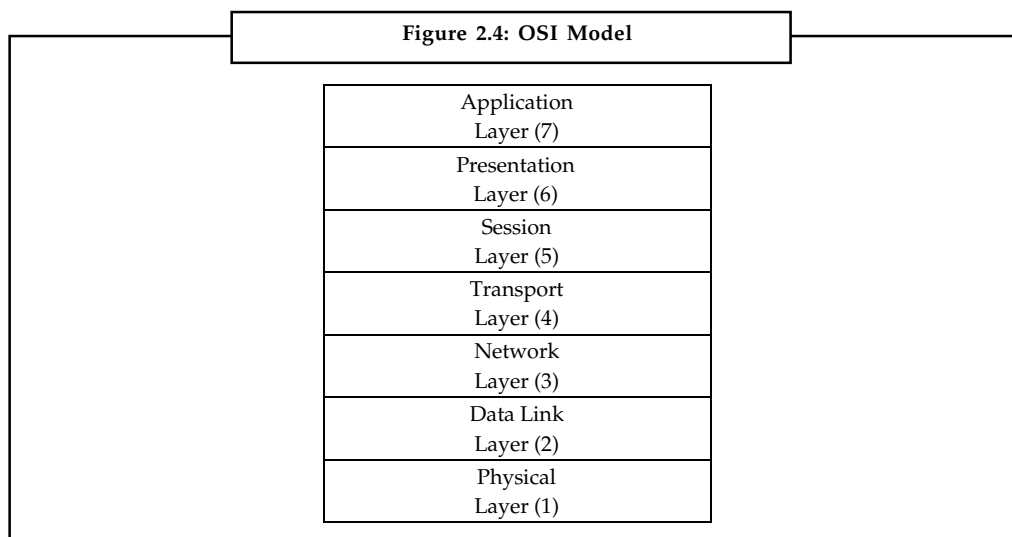 Figure 2.4: OSI Model
Application
Layer (7)
Presentation
Layer (6)
Session
Layer (5)
Transport
Layer (4)
Network
Layer (3)
Data Link
Layer (2)
Physical
Layer (1)